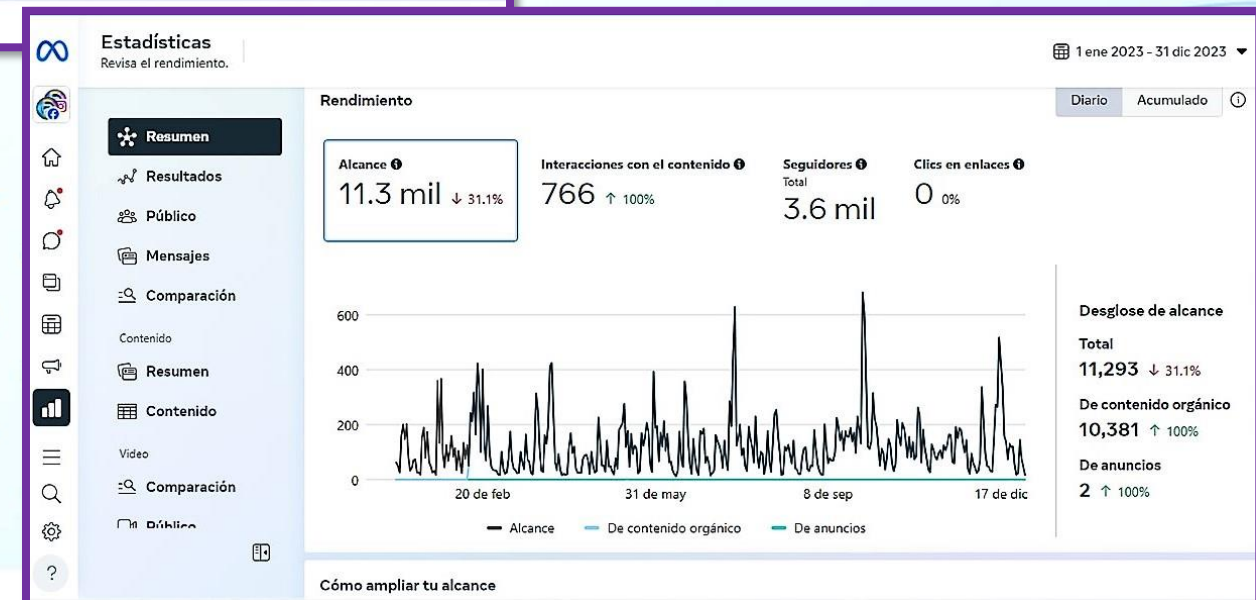 Estadísticas
Revisa el rendimiento.
1 ene 2023 - 31 dic 2023
Resumen
Resultados
Público
Mensajes
Comparación
Contenido
Resumen
Contenido
Video
Comparación
Público
Rendimiento
Diario
Acumulado
Alcance
11.3 mil ↓ 31.1%
Interacciones con el contenido
766 ↑ 100%
Seguidores
Total
3.6 mil
Clics en enlaces
0 0%
600
400
200
0
20 de feb
31 de may
8 de sep
17 de dic
Alcance
De contenido orgánico
De anuncios
Desglose de alcance
Total
11,293 ↓ 31.1%
De contenido orgánico
10,381 ↑ 100%
De anuncios
2 ↑ 100%
Cómo ampliar tu alcance